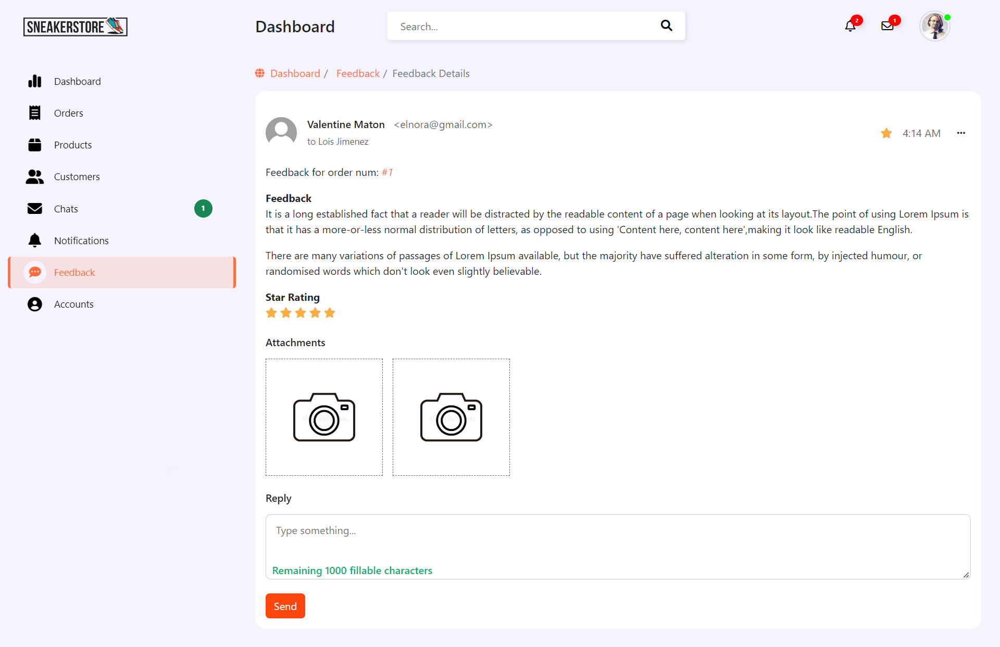 SNEAKERSTORE
Dashboard
Search...
2
1
Dashboard
Orders
Products
Customers
Chats
1
Notifications
Feedback
Accounts
Dashboard / Feedback / Feedback Details
Valentine Maton <elnora@gmail.com>
to Lois Jimenez
4:14 AM
Feedback for order num: #1
Feedback
It is a long established fact that a reader will be distracted by the readable content of a page when looking at its layout.The point of using Lorem Ipsum is
that it has a more-or-less normal distribution of letters, as opposed to using 'Content here, content here',making it look like readable English.
There are many variations of passages of Lorem Ipsum available, but the majority have suffered alteration in some form, by injected humour, or
randomised words which don't look even slightly believable.
Star Rating
Attachments
Reply
Type something...
Remaining 1000 fillable characters
Send